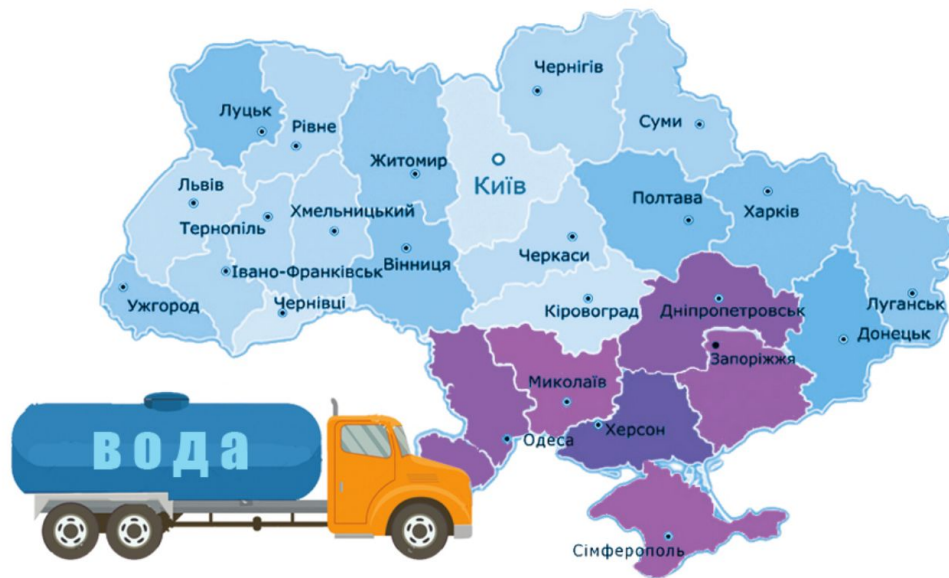 Чернігів
Луцьк
Рівне
Суми
Житомир
Київ
Львів
Хмельницький
Полтава
Харків
Тернопіль
Черкаси
Вінниця
Івано-Франківськ
Ужгород
Чернівці
Кіровоград
Дніпропетровськ
Луганськ
Донецьк
Запоріжжя
Миколаїв
Херсон
Одеса
вода
Сімферополь